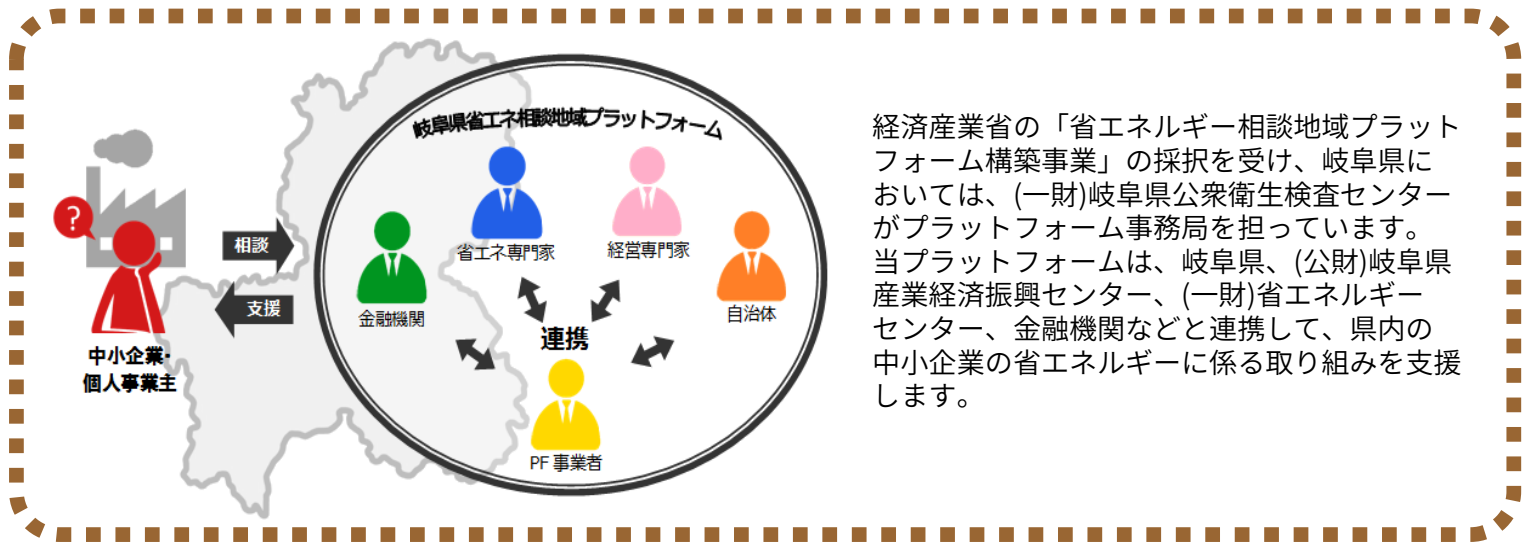 岐阜県省エネ相談地域プラットフォーム
?
相談
支援
中小企業・
個人事業主
省エネ専門家
経営専門家
金融機関
自治体
連携
PF 事業者
経済産業省の「省エネルギー相談地域プラット
フォーム構築事業」の採択を受け、岐阜県に
おいては、(一財)岐阜県公衆衛生検査センター
がプラットフォーム事務局を担っています。
当プラットフォームは、岐阜県、(公財)岐阜県
産業経済振興センター、(一財)省エネルギー
センター、金融機関などと連携して、県内の
中小企業の省エネルギーに係る取り組みを支援
します。